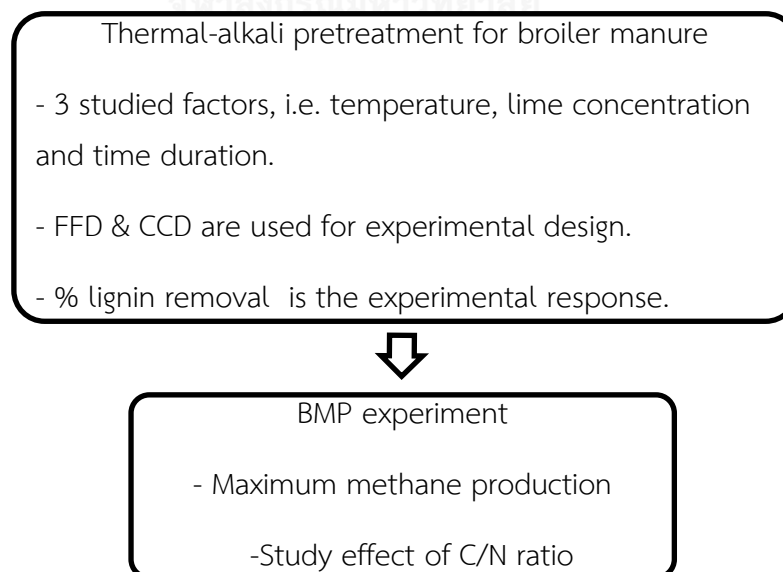 Thermal-alkali pretreatment for broiler manure
- 3 studied factors, i.e. temperature, lime concentration
and time duration.
- FFD & CCD are used for experimental design.
- % lignin removal is the experimental response.
BMP experiment
- Maximum methane production
-Study effect of C/N ratio